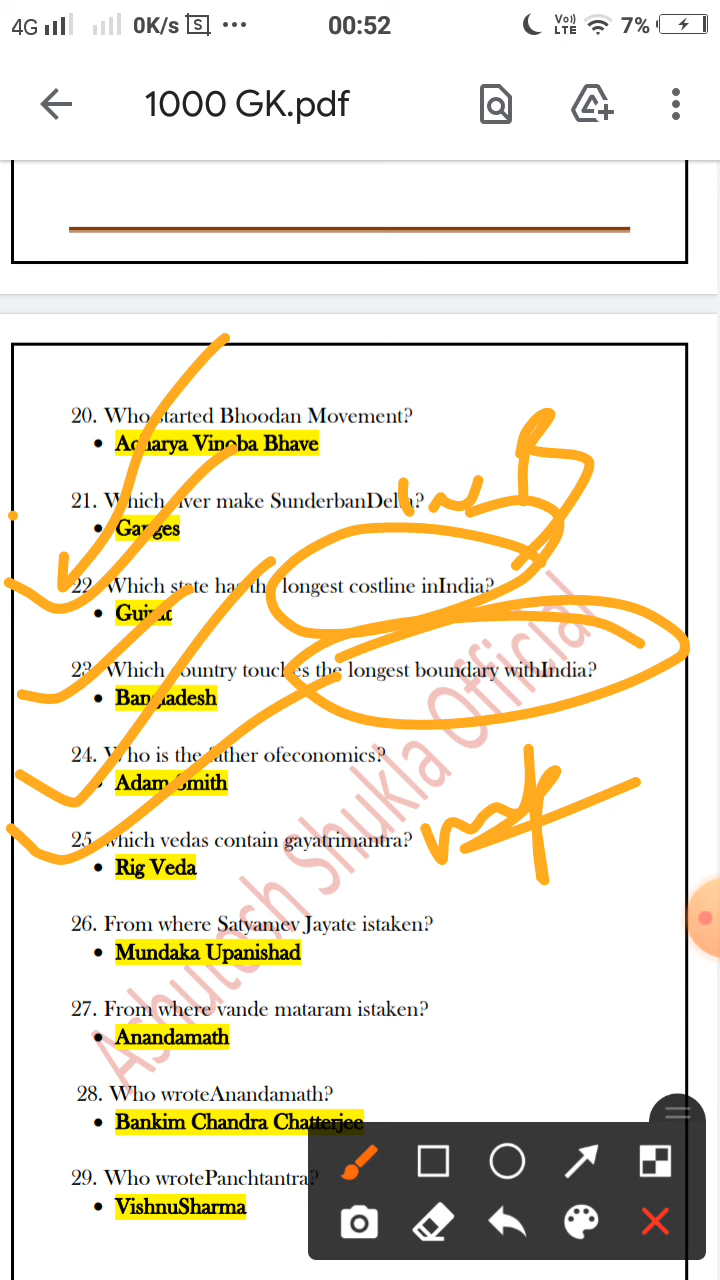 4G 0K/s S ... 00:52 Vo)) LTE 7%
1000 GK.pdf
20. Who started Bhoodan Movement?
• Acharya Vinoba Bhave
21. Which river make SunderbanDelta?
• Ganges
22. Which state has the longest costline inIndia?
• Gujrat
23. Which country touches the longest boundary withIndia?
• Bangladesh
24. Who is the father ofeconomics?
• Adam Smith
25. which vedas contain gayatrimantra?
• Rig Veda
26. From where Satyamev Jayate istaken?
• Mundaka Upanishad
27. From where vande mataram istaken?
• Anandamath
28. Who wroteAnandamath?
• Bankim Chandra Chatterjee
29. Who wrotePanchtantra?
• VishnuSharma
Ashutosh Shukla Official